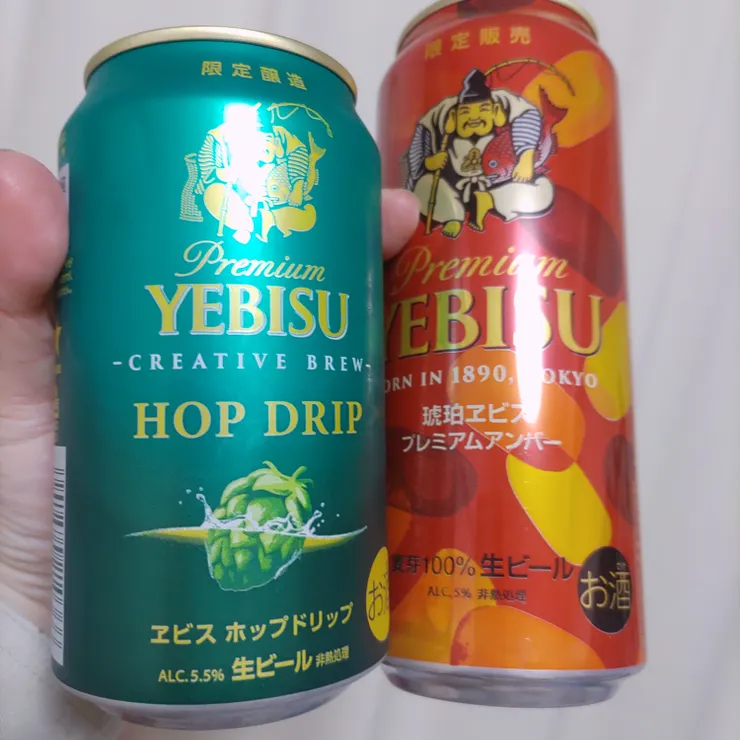 限定醸造
Premium
YEBISU
-CREATIVE BREW-
HOP DRIP
ヱビス ホップドリップ
ALC.5.5% 生ビール 非熱処理
お酒
限定販売
Premium
YEBISU
BORN IN 1890, TOKYO
琥珀ヱビス
プレミアムアンバー
麦芽100% 生ビール
ALC.5% 非熱処理
お酒